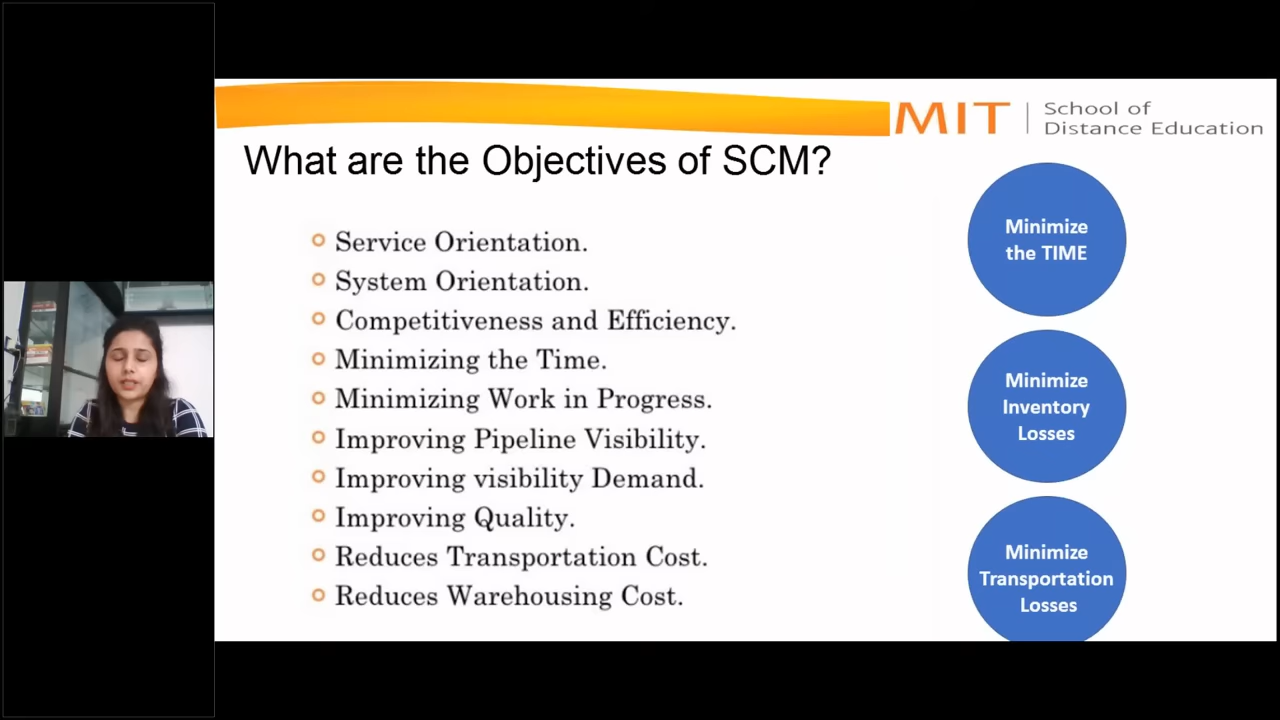 MIT | School of
Distance Education
What are the Objectives of SCM?
Service Orientation.
System Orientation.
Competitiveness and Efficiency.
Minimizing the Time.
Minimizing Work in Progress.
Improving Pipeline Visibility.
Improving visibility Demand.
Improving Quality.
Reduces Transportation Cost.
Reduces Warehousing Cost.
Minimize
the TIME
Minimize
Inventory
Losses
Minimize
Transportation
Losses